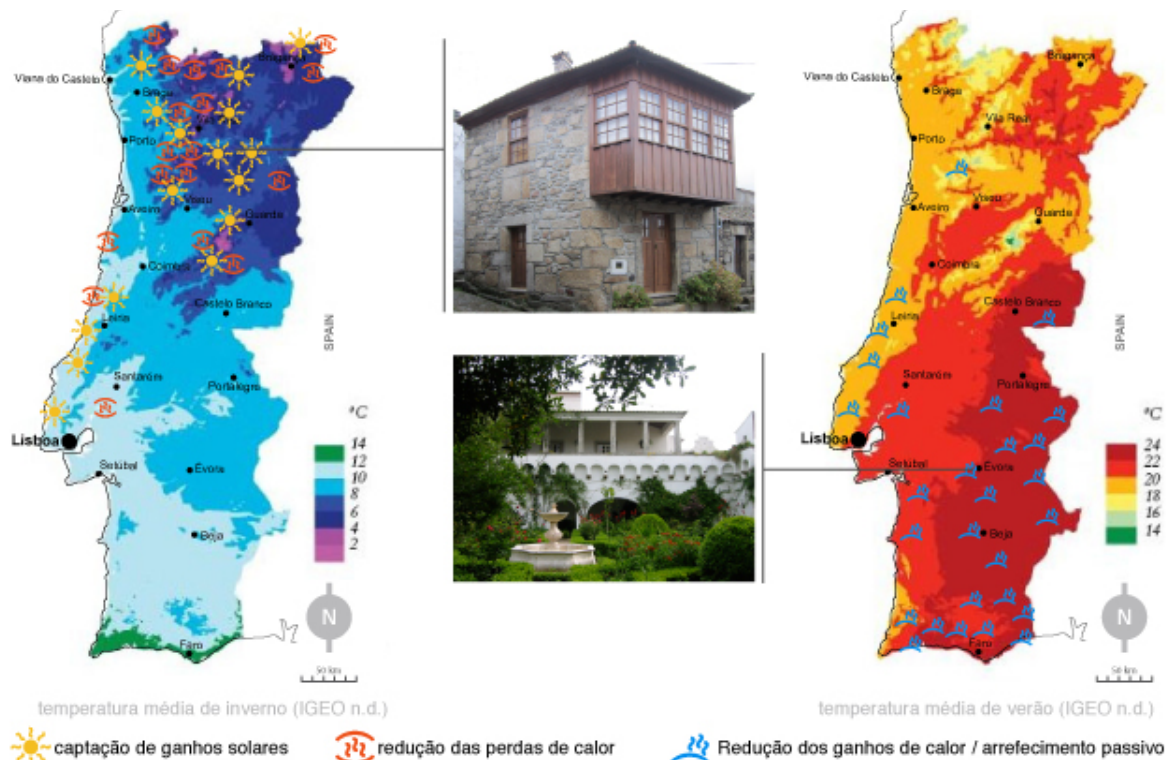 Viana do Castelo
Braga
Bragança
Porto
Aveiro
Viseu
Guarda
Coimbra
Castelo Branco
Leiria
Santarém
Portalegre
SPAIN
Lisboa
Setúbal
Évora
Beja
Faro
°C
14
12
10
8
6
4
2
N
50 km
temperatura média de inverno (IGEO n.d.)
Viana do Castelo
Braga
Bragança
Vila Real
Porto
Aveiro
Viseu
Guarda
Coimbra
Castelo Branco
Leiria
Santarém
Portalegre
SPAIN
Lisboa
Setúbal
Évora
Beja
Faro
°C
24
22
20
18
16
14
N
50 km
temperatura média de verão (IGEO n.d.)
captação de ganhos solares
redução das perdas de calor
Redução dos ganhos de calor / arrefecimento passivo